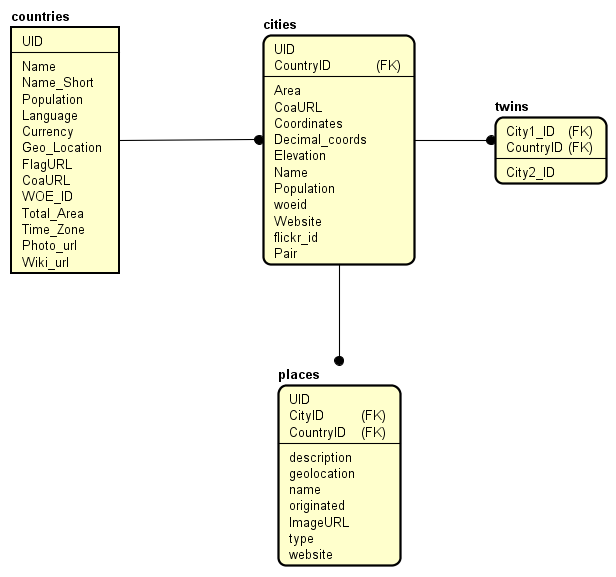 countries
UID
Name
Name_Short
Population
Language
Currency
Geo_Location
FlagURL
CoaURL
WOE_ID
Total_Area
Time_Zone
Photo_url
Wiki_url
cities
UID
CountryID (FK)
Area
CoaURL
Coordinates
Decimal_coords
Elevation
Name
Population
woeid
Website
flickr_id
Pair
twins
City1_ID (FK)
CountryID (FK)
City2_ID
places
UID
CityID (FK)
CountryID (FK)
description
geolocation
name
originated
ImageURL
type
website